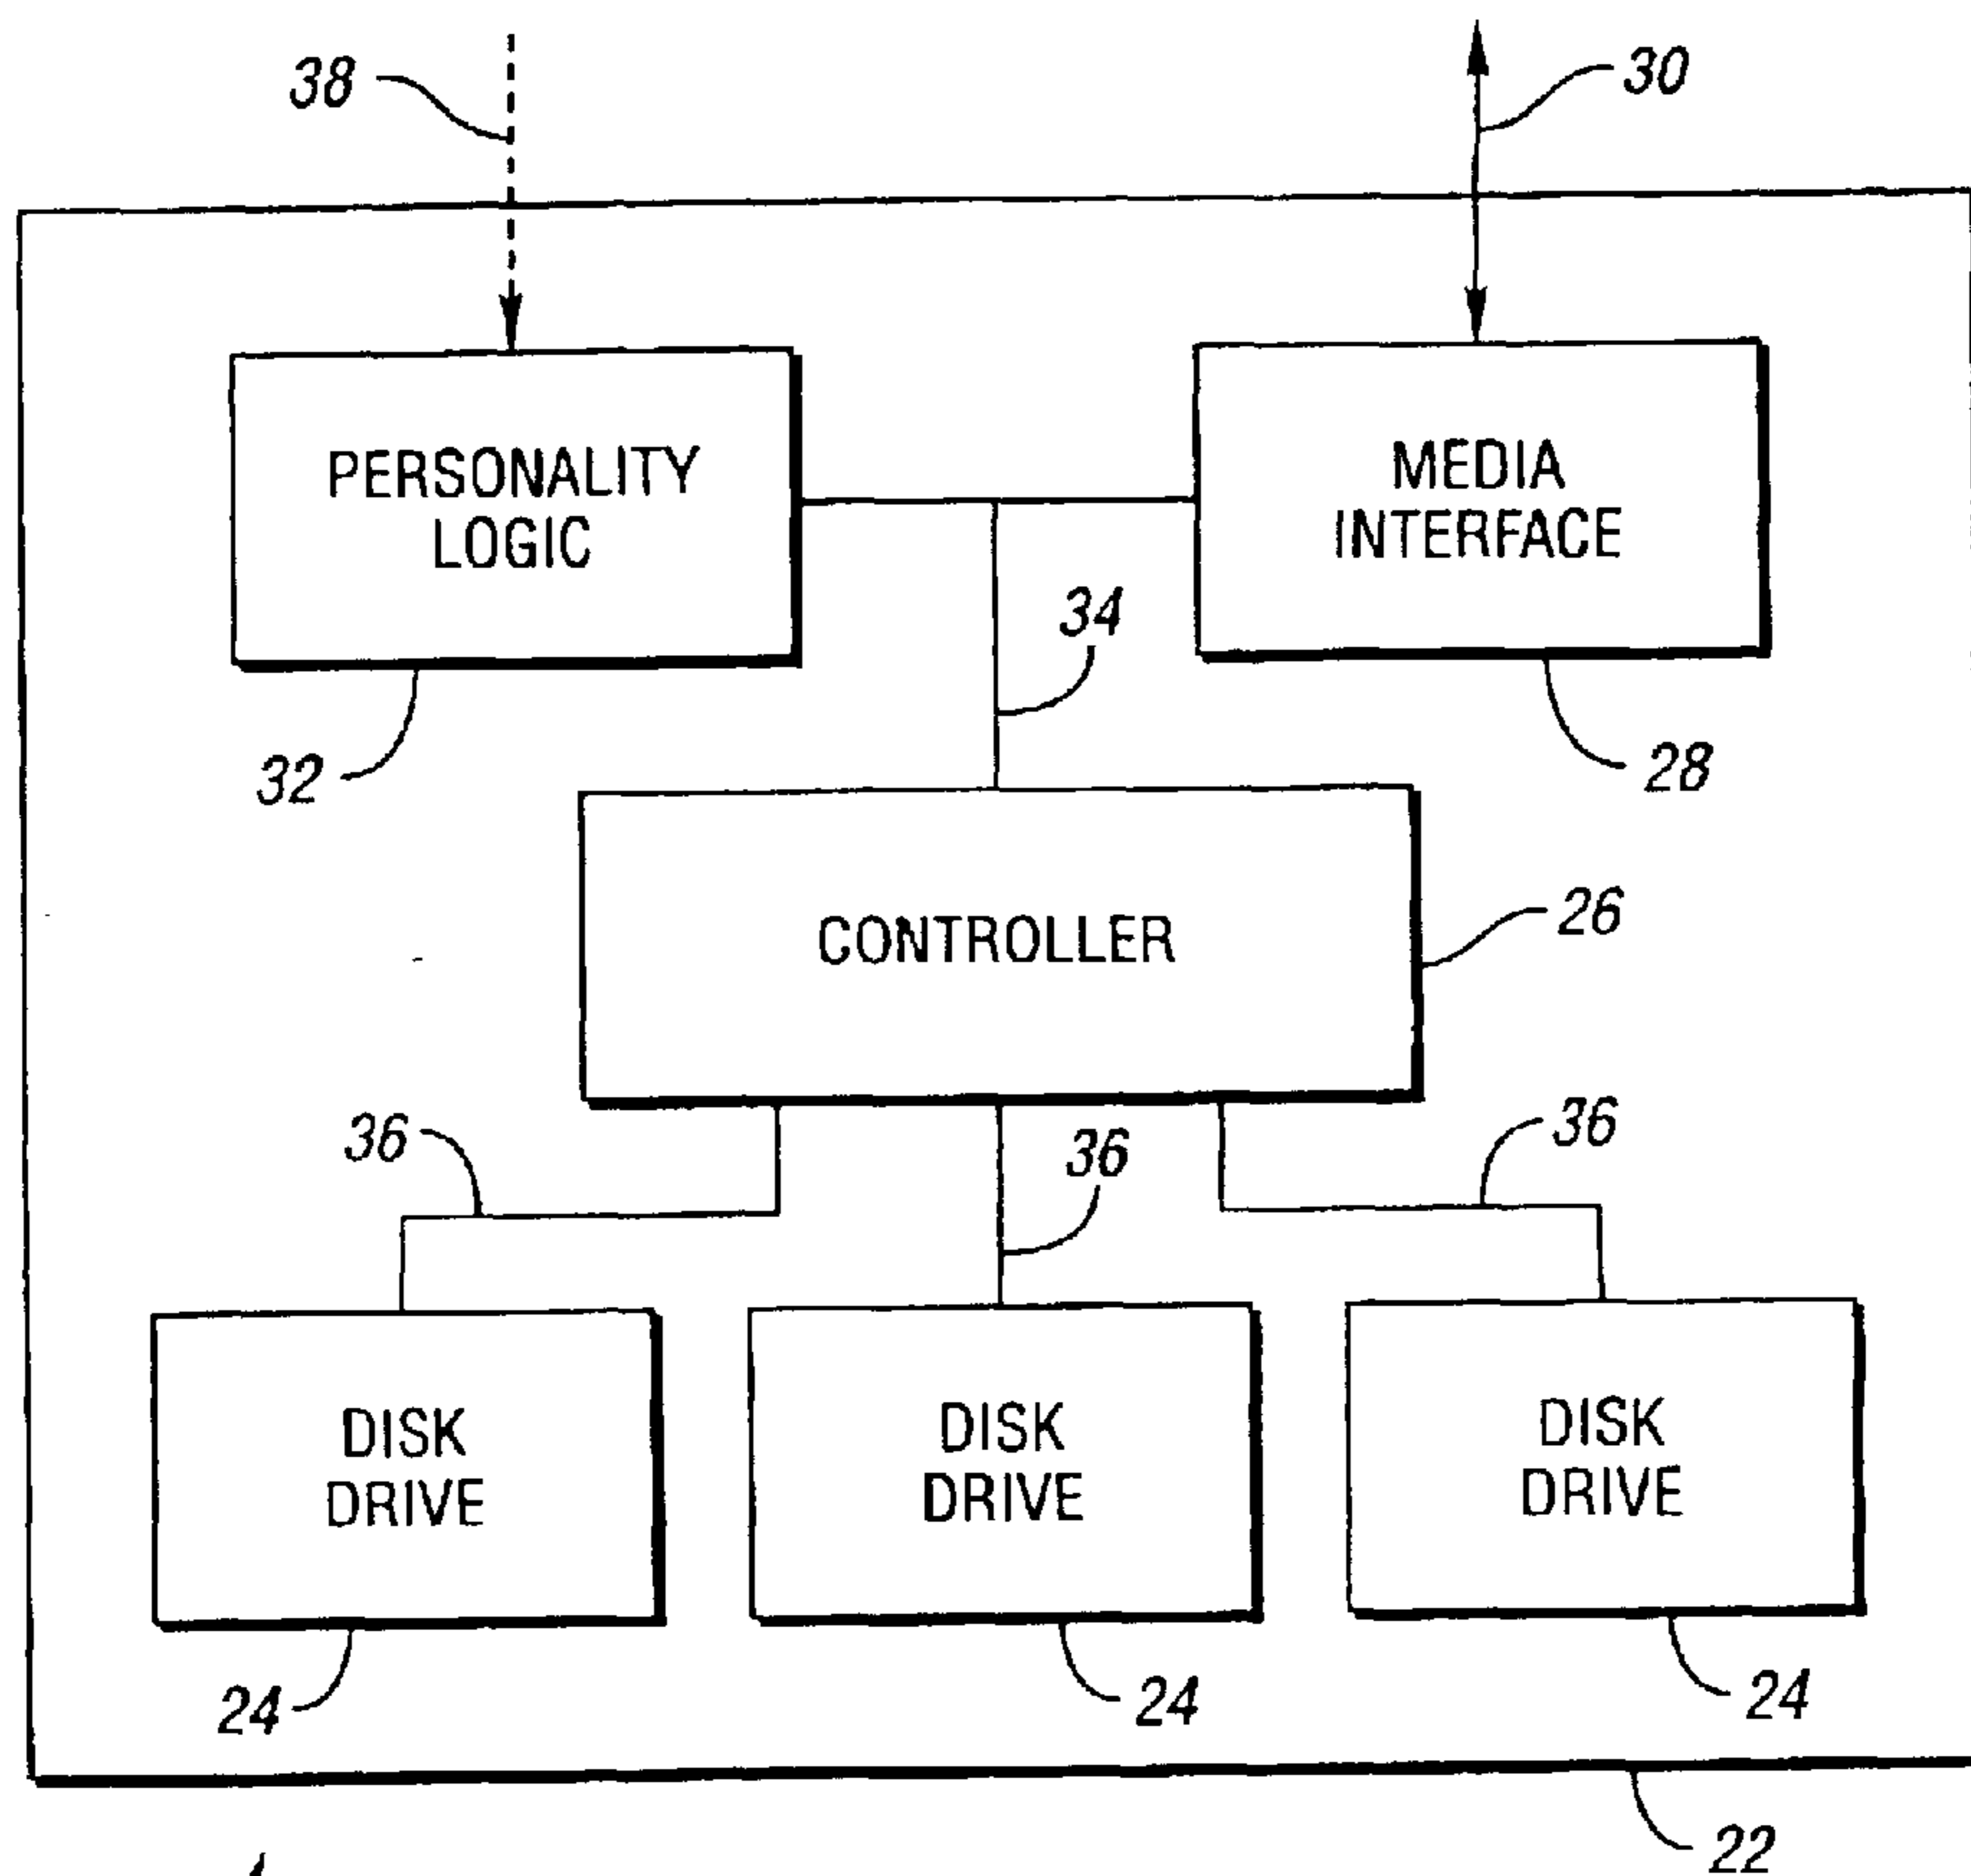 38
30
PERSONALITY
LOGIC
MEDIA
INTERFACE
34
32
28
CONTROLLER
26
36
36
36
DISK
DRIVE
DISK
DRIVE
DISK
DRIVE
24
24
24
22